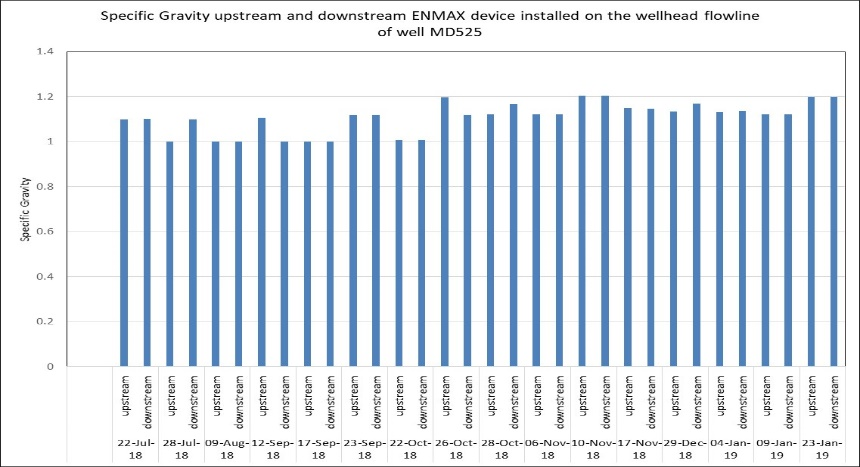 Specific Gravity upstream and downstream ENMAX device installed on the wellhead flowline
of well MD525
1.4
1.2
1
0.8
0.6
0.4
0.2
0
Specific Gravity
upstream downstream upstream downstream upstream downstream upstream downstream upstream downstream upstream downstream upstream downstream upstream downstream upstream downstream upstream downstream upstream downstream upstream downstream upstream downstream upstream downstream upstream downstream upstream downstream
22-Jul- 28-Jul- 09-Aug- 12-Sep- 17-Sep- 23-Sep- 22-Oct- 26-Oct- 28-Oct- 06-Nov- 10-Nov- 17-Nov- 29-Dec- 04-Jan- 09-Jan- 23-Jan-
18 18 18 18 18 18 18 18 18 18 18 18 18 19 19 19